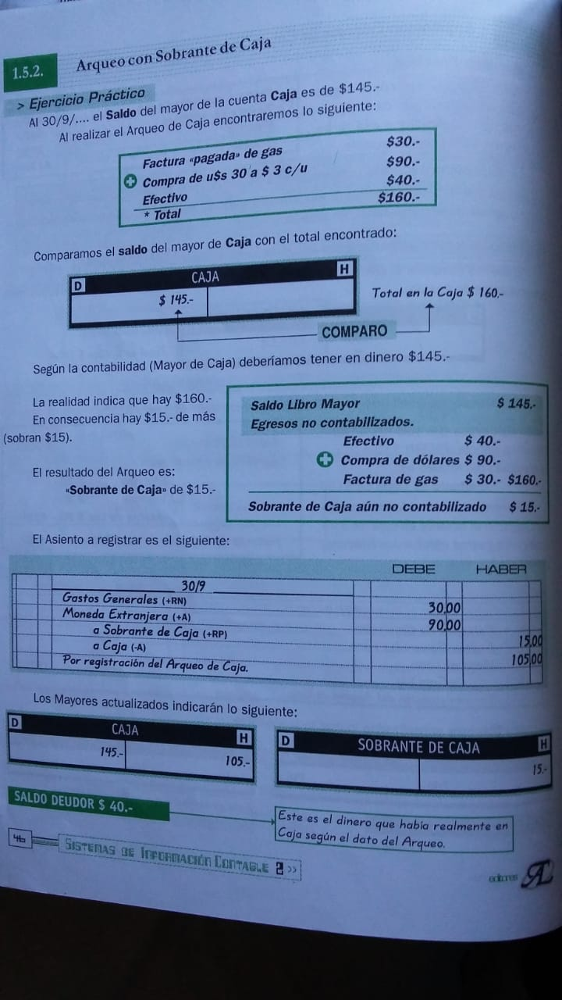 1.5.2. Arqueo con Sobrante de Caja
> Ejercicio Práctico
Al 30/9/.... el Saldo del mayor de la cuenta Caja es de $145.-
Al realizar el Arqueo de Caja encontraremos lo siguiente:
Factura «pagada» de gas $30.-
Compra de u$s 30 a $ 3 c/u $90.-
Efectivo $40.-
* Total $160.-
Comparamos el saldo del mayor de Caja con el total encontrado:
D CAJA H
$ 145.-
Total en la Caja $ 160.-
COMPARO
Según la contabilidad (Mayor de Caja) deberíamos tener en dinero $145.-
La realidad indica que hay $160.-
En consecuencia hay $15.- de más
(sobran $15).
El resultado del Arqueo es:
«Sobrante de Caja» de $15.-
Saldo Libro Mayor $ 145.-
Egresos no contabilizados.
Efectivo $ 40.-
Compra de dólares $ 90.-
Factura de gas $ 30.- $160.-
Sobrante de Caja aún no contabilizado $ 15.-
El Asiento a registrar es el siguiente:
DEBE HABER
30/9
Gastos Generales (+RN) 30,00
Moneda Extranjera (+A) 90,00
a Sobrante de Caja (+RP) 15,00
a Caja (-A) 105,00
Por registración del Arqueo de Caja.
Los Mayores actualizados indicarán lo siguiente:
D CAJA H
145.- 105.-
D SOBRANTE DE CAJA H
15.-
SALDO DEUDOR $ 40.-
Este es el dinero que había realmente en
Caja según el dato del Arqueo.
46 Sistemas de Información Contable 2 >>
editores